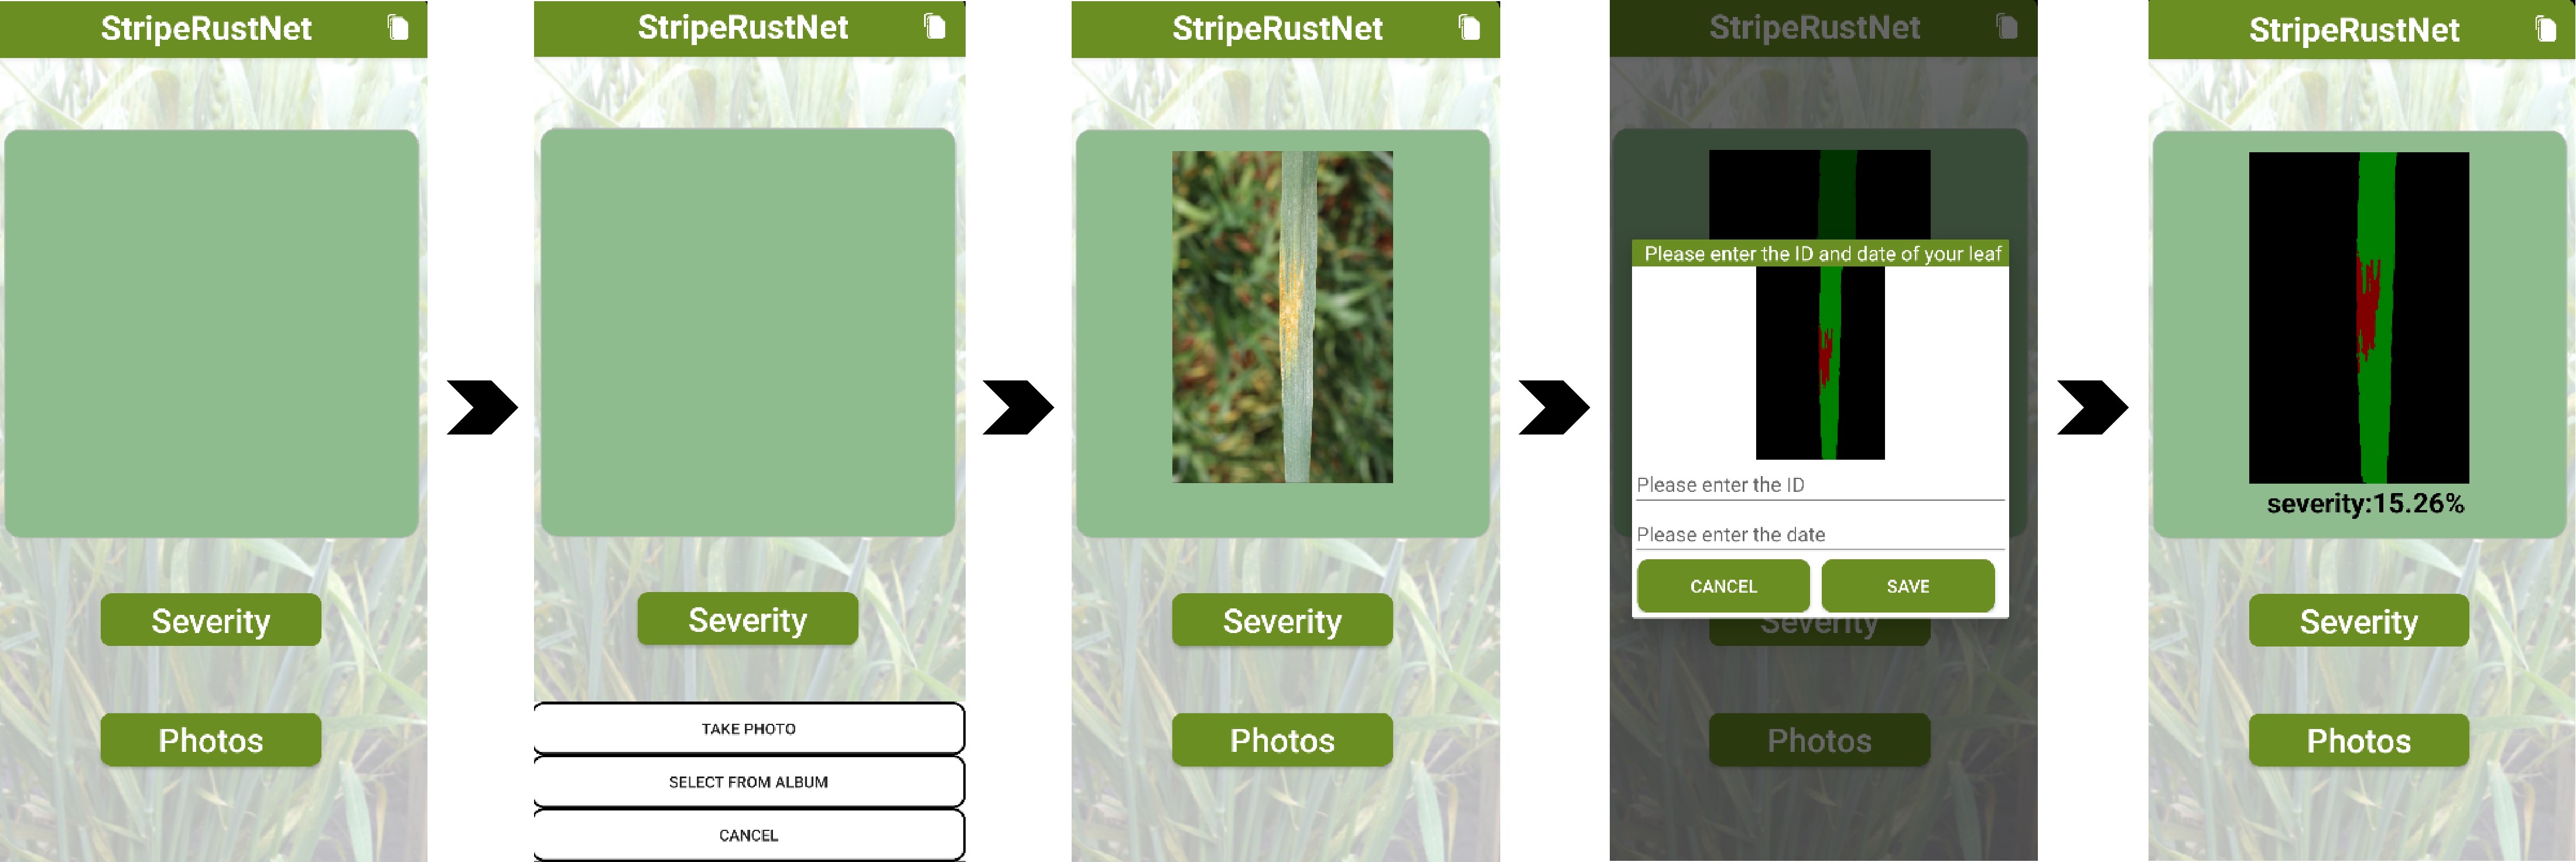 StripeRustNet
Severity
Photos
StripeRustNet
Severity
TAKE PHOTO
SELECT FROM ALBUM
CANCEL
StripeRustNet
Severity
Photos
StripeRustNet
Please enter the ID and date of your leaf
Please enter the ID
Please enter the date
CANCEL SAVE
Severity
Photos
StripeRustNet
severity:15.26%
Severity
Photos